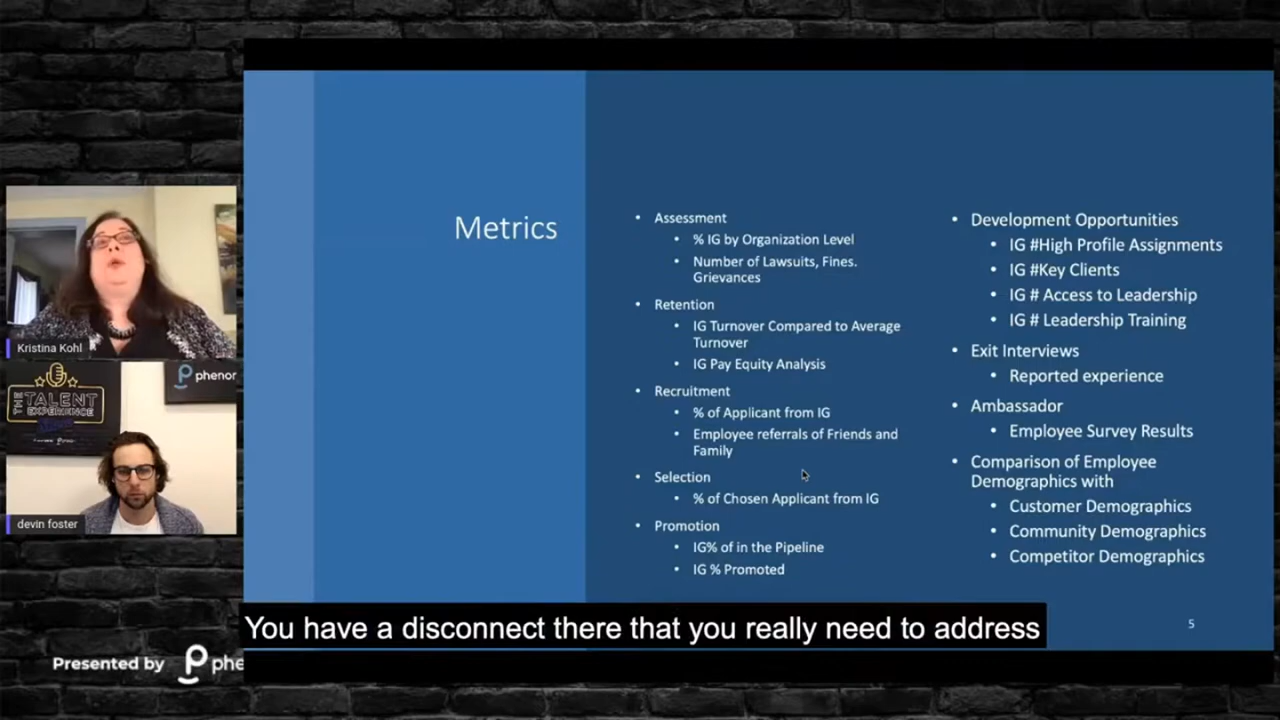 Metrics
• Assessment
• % IG by Organization Level
• Number of Lawsuits, Fines.
Grievances
• Retention
• IG Turnover Compared to Average
Turnover
• IG Pay Equity Analysis
• Recruitment
• % of Applicant from IG
• Employee referrals of Friends and
Family
• Selection
• % of Chosen Applicant from IG
• Promotion
• IG% of in the Pipeline
• IG % Promoted
• Development Opportunities
• IG #High Profile Assignments
• IG #Key Clients
• IG # Access to Leadership
• IG # Leadership Training
• Exit Interviews
• Reported experience
• Ambassador
• Employee Survey Results
• Comparison of Employee
Demographics with
• Customer Demographics
• Community Demographics
• Competitor Demographics
5
Kristina Kohl
phenom
THE TALENT
EXPERIENCE
devin foster
You have a disconnect there that you really need to address
Presented by phe